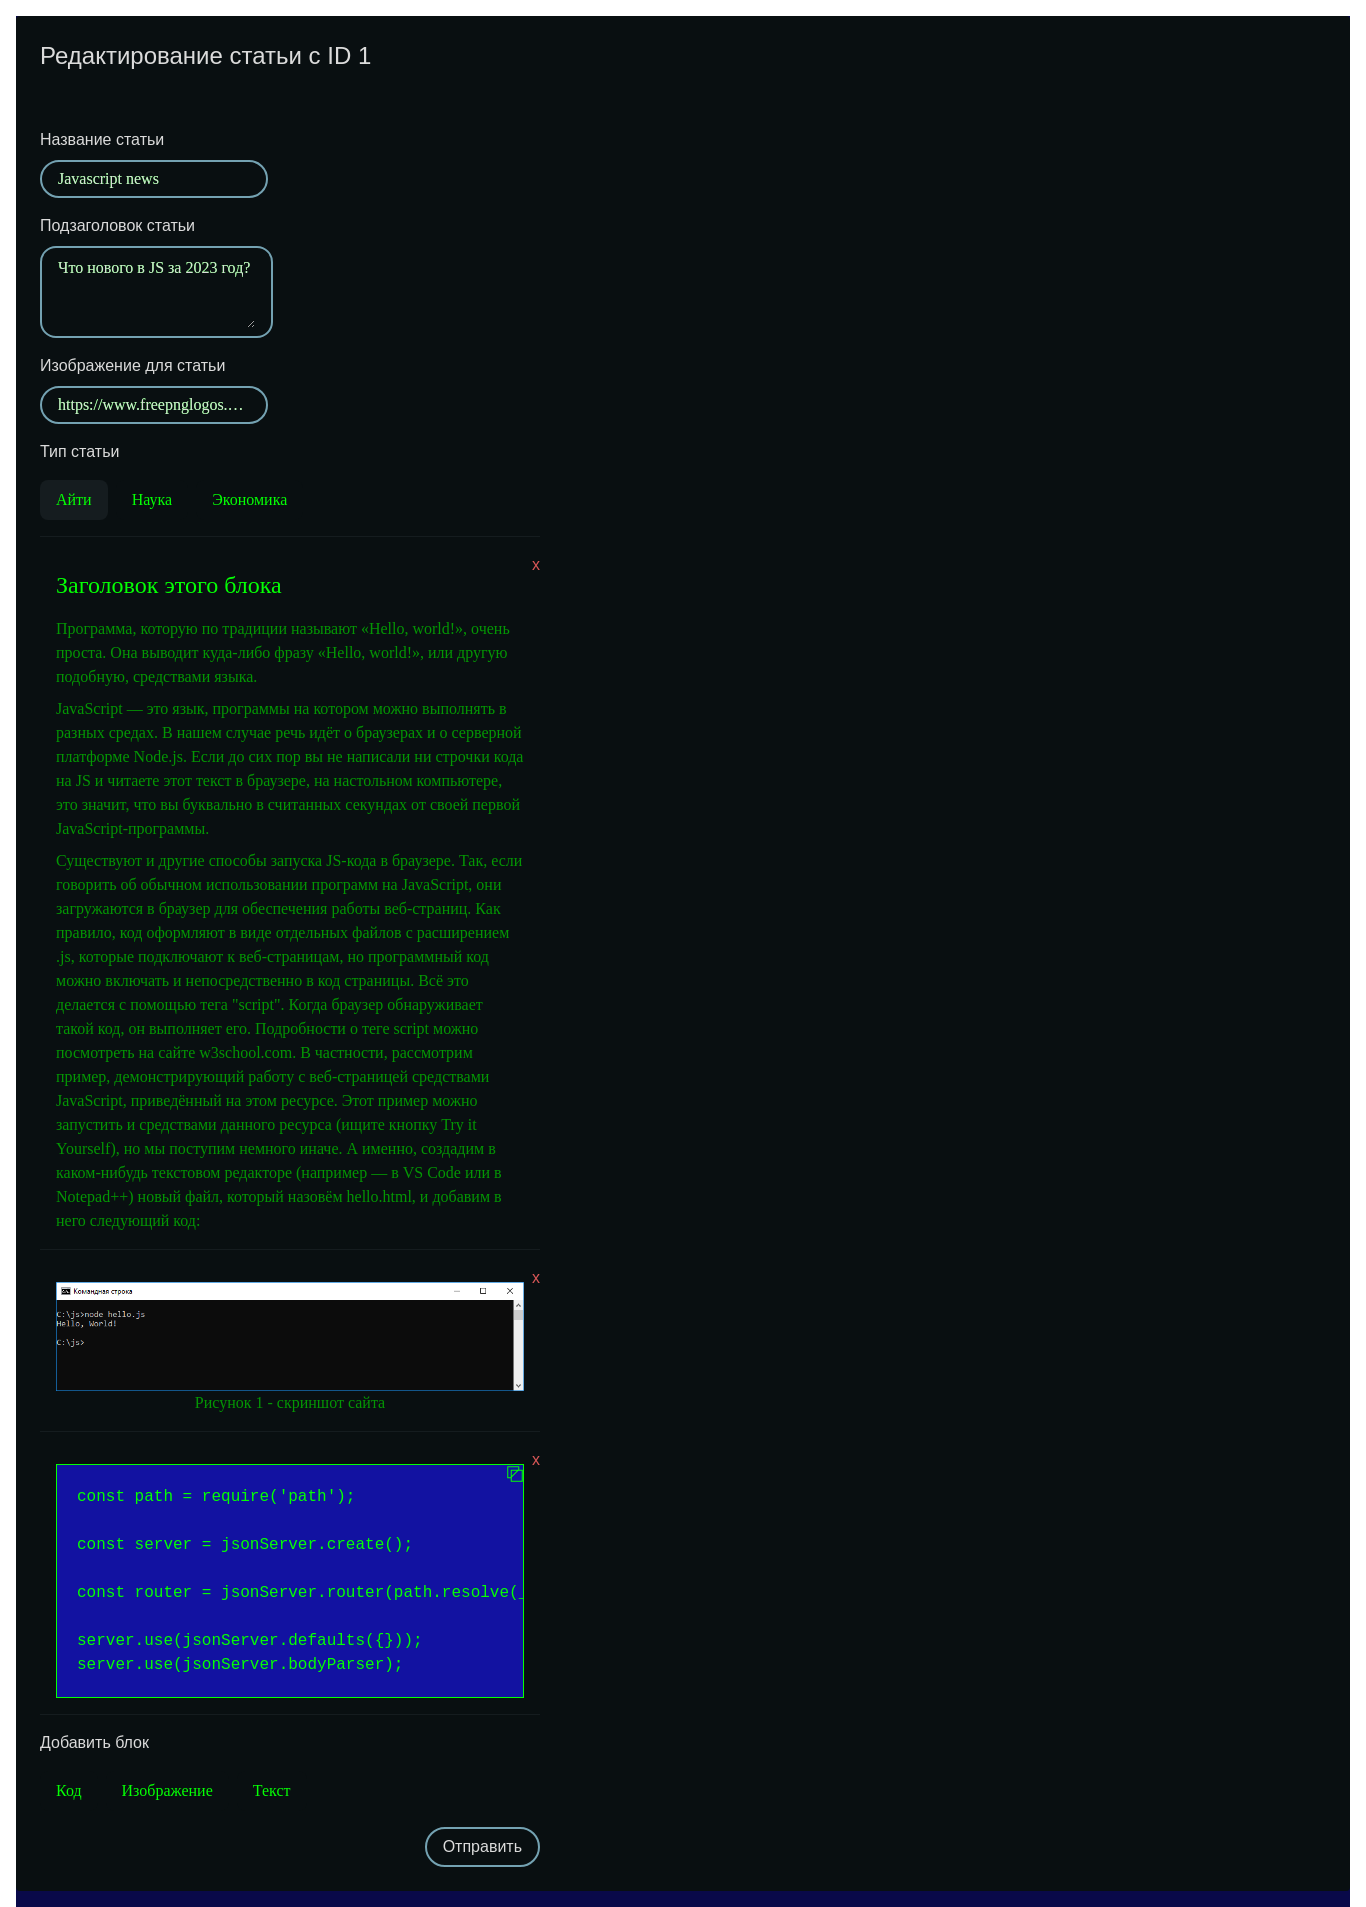 Редактирование статьи с ID 1
Название статьи
Javascript news
Подзаголовок статьи
Что нового в JS за 2023 год?
Изображение для статьи
https://www.freepnglogos.…
Тип статьи
Айти Наука Экономика
x
Заголовок этого блока
Программа, которую по традиции называют «Hello, world!», очень
проста. Она выводит куда-либо фразу «Hello, world!», или другую
подобную, средствами языка.
JavaScript — это язык, программы на котором можно выполнять в
разных средах. В нашем случае речь идёт о браузерах и о серверной
платформе Node.js. Если до сих пор вы не написали ни строчки кода
на JS и читаете этот текст в браузере, на настольном компьютере,
это значит, что вы буквально в считанных секундах от своей первой
JavaScript-программы.
Существуют и другие способы запуска JS-кода в браузере. Так, если
говорить об обычном использовании программ на JavaScript, они
загружаются в браузер для обеспечения работы веб-страниц. Как
правило, код оформляют в виде отдельных файлов с расширением
.js, которые подключают к веб-страницам, но программный код
можно включать и непосредственно в код страницы. Всё это
делается с помощью тега "script". Когда браузер обнаруживает
такой код, он выполняет его. Подробности о теге script можно
посмотреть на сайте w3school.com. В частности, рассмотрим
пример, демонстрирующий работу с веб-страницей средствами
JavaScript, приведённый на этом ресурсе. Этот пример можно
запустить и средствами данного ресурса (ищите кнопку Try it
Yourself), но мы поступим немного иначе. А именно, создадим в
каком-нибудь текстовом редакторе (например — в VS Code или в
Notepad++) новый файл, который назовём hello.html, и добавим в
него следующий код:
x
Командная строка
C:\js>node hello.js
Hello, World!
C:\js>
Рисунок 1 - скриншот сайта
x
const path = require('path');
const server = jsonServer.create();
const router = jsonServer.router(path.resolve(_
server.use(jsonServer.defaults({}));
server.use(jsonServer.bodyParser);
Добавить блок
Код Изображение Текст
Отправить